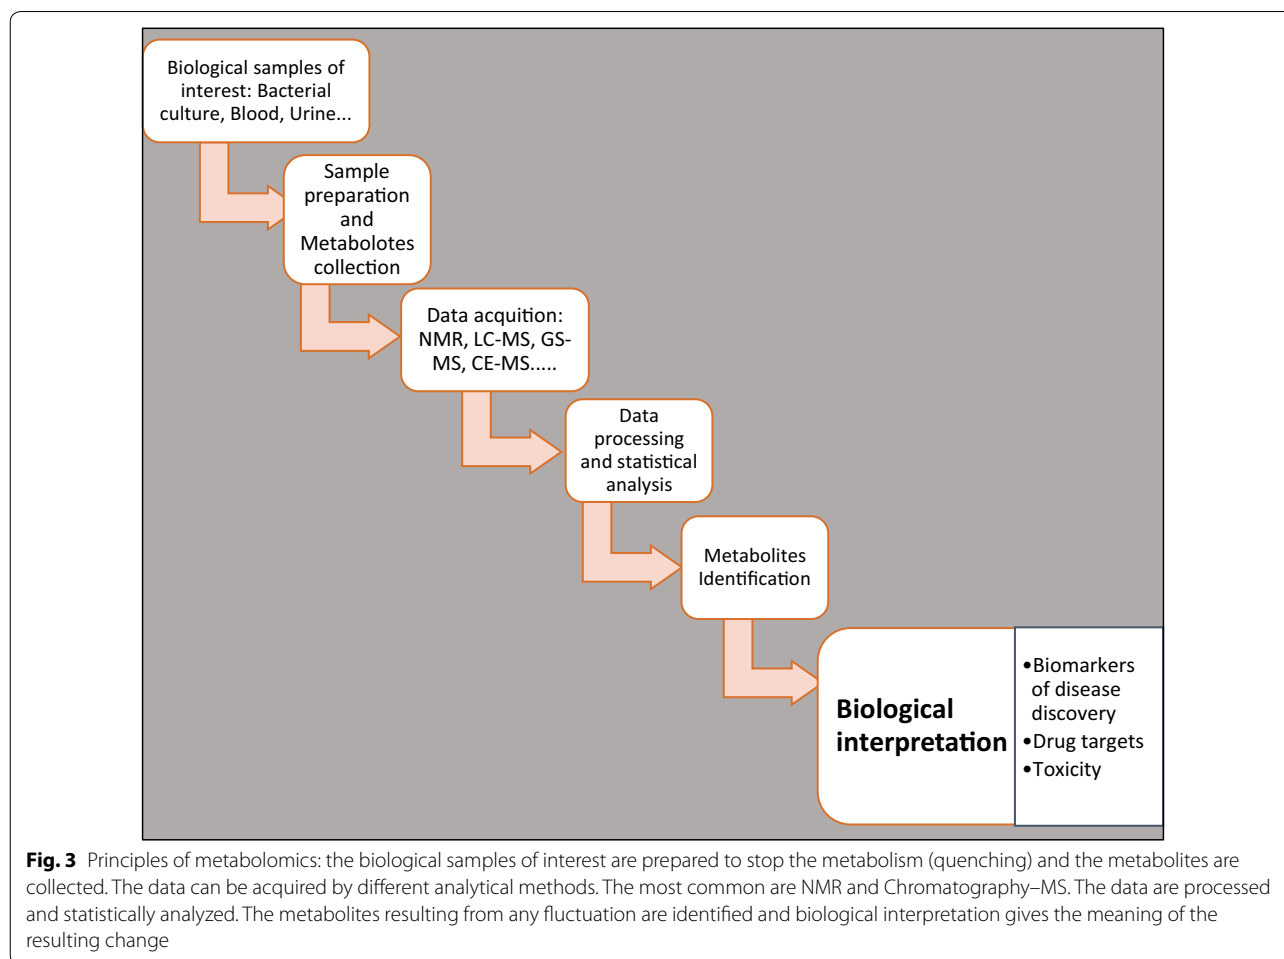 Biological samples of
interest: Bacterial
culture, Blood, Urine...
Sample
preparation
and
Metabolotes
collection
Data acquition:
NMR, LC-MS, GS-
MS, CE-MS.....
Data
processing
and statistical
analysis
Metabolites
Identification
Biological
interpretation
•Biomarkers
of disease
discovery
•Drug targets
•Toxicity
Fig. 3 Principles of metabolomics: the biological samples of interest are prepared to stop the metabolism (quenching) and the metabolites are
collected. The data can be acquired by different analytical methods. The most common are NMR and Chromatography–MS. The data are processed
and statistically analyzed. The metabolites resulting from any fluctuation are identified and biological interpretation gives the meaning of the
resulting change